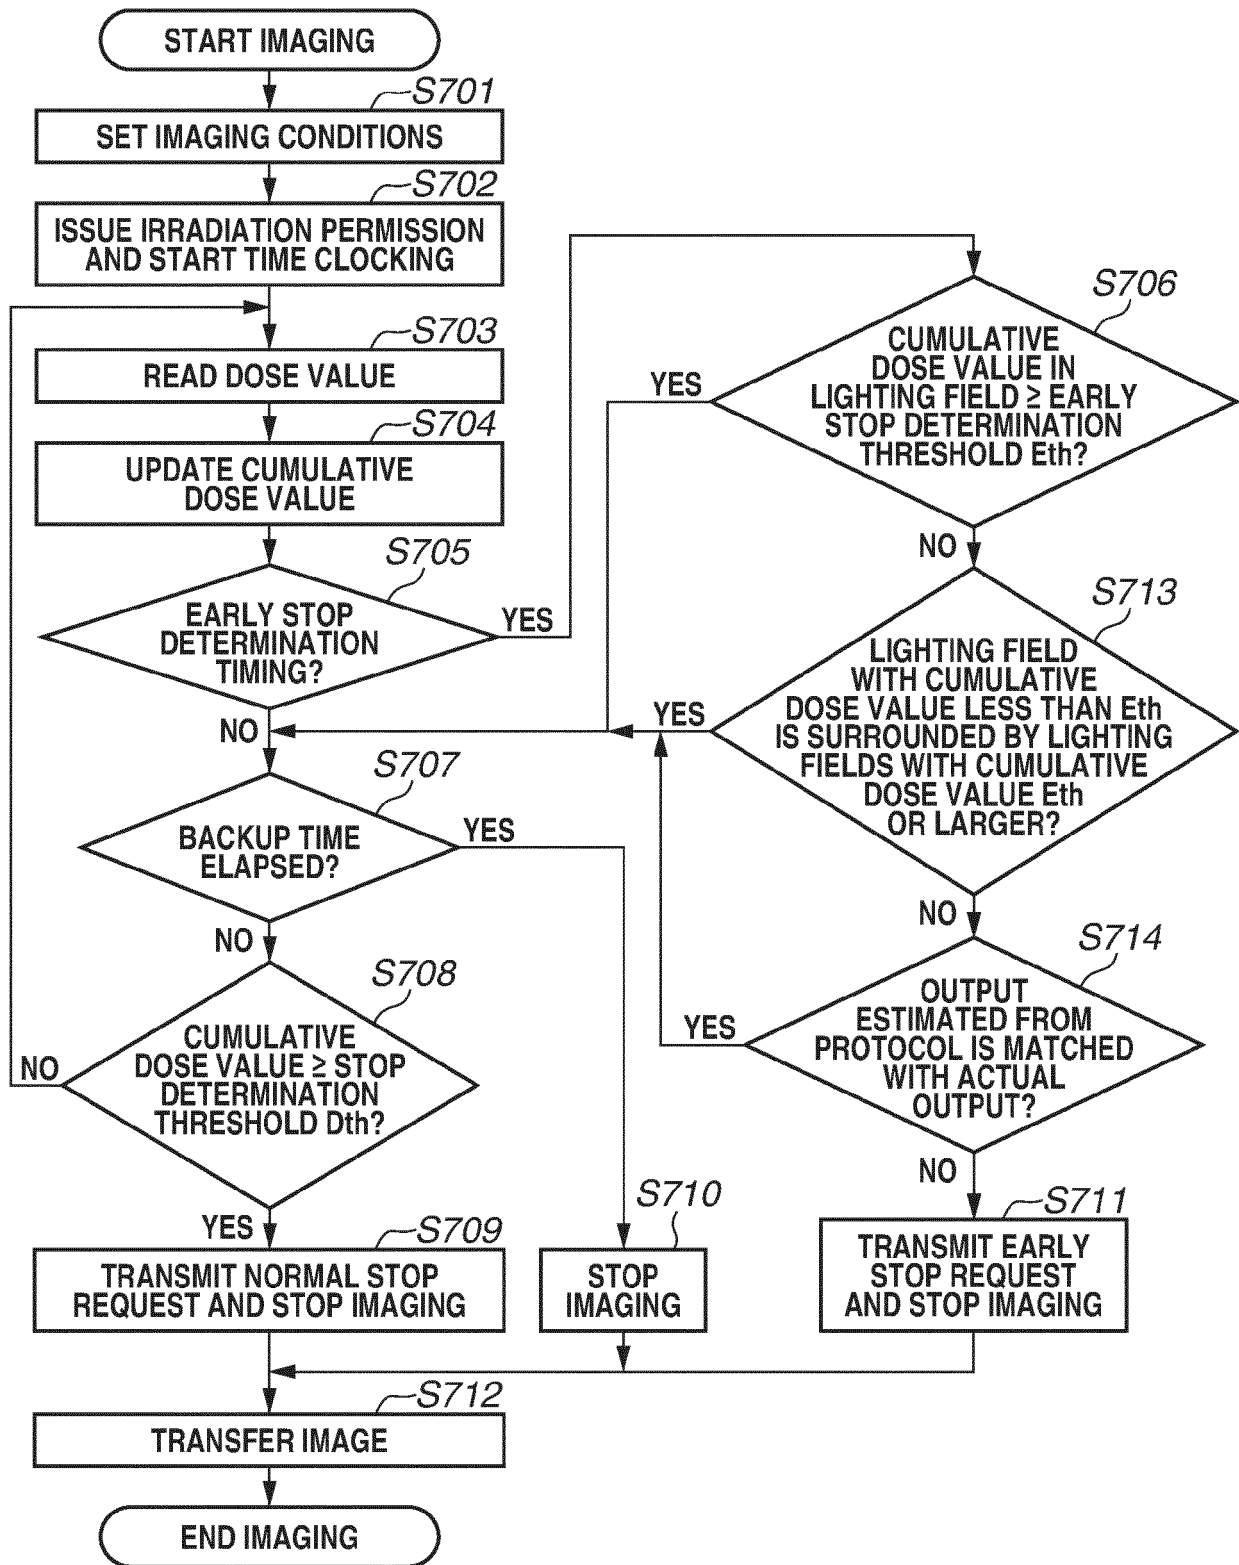 START IMAGING
S701
SET IMAGING CONDITIONS
S702
ISSUE IRRADIATION PERMISSION
AND START TIME CLOCKING
S703
READ DOSE VALUE
S704
UPDATE CUMULATIVE
DOSE VALUE
S705
EARLY STOP
DETERMINATION
TIMING?
YES
NO
S706
CUMULATIVE
DOSE VALUE IN
LIGHTING FIELD ≥ EARLY
STOP DETERMINATION
THRESHOLD Eth?
YES
NO
S713
LIGHTING FIELD
WITH CUMULATIVE
DOSE VALUE LESS THAN Eth
IS SURROUNDED BY LIGHTING
FIELDS WITH CUMULATIVE
DOSE VALUE Eth
OR LARGER?
YES
NO
S714
OUTPUT
ESTIMATED FROM
PROTOCOL IS MATCHED
WITH ACTUAL
OUTPUT?
YES
NO
S707
BACKUP TIME
ELAPSED?
YES
NO
S708
CUMULATIVE
DOSE VALUE ≥ STOP
DETERMINATION
THRESHOLD Dth?
NO
YES
S709
TRANSMIT NORMAL STOP
REQUEST AND STOP IMAGING
S710
STOP
IMAGING
S711
TRANSMIT EARLY
STOP REQUEST
AND STOP IMAGING
S712
TRANSFER IMAGE
END IMAGING